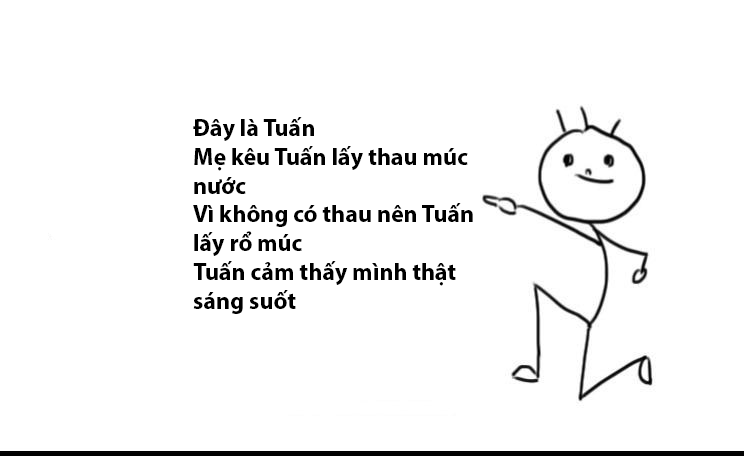 Đây là Tuấn
Mẹ kêu Tuấn lấy thau múc
nước
Vì không có thau nên Tuấn
lấy rổ múc
Tuấn cảm thấy mình thật
sáng suốt